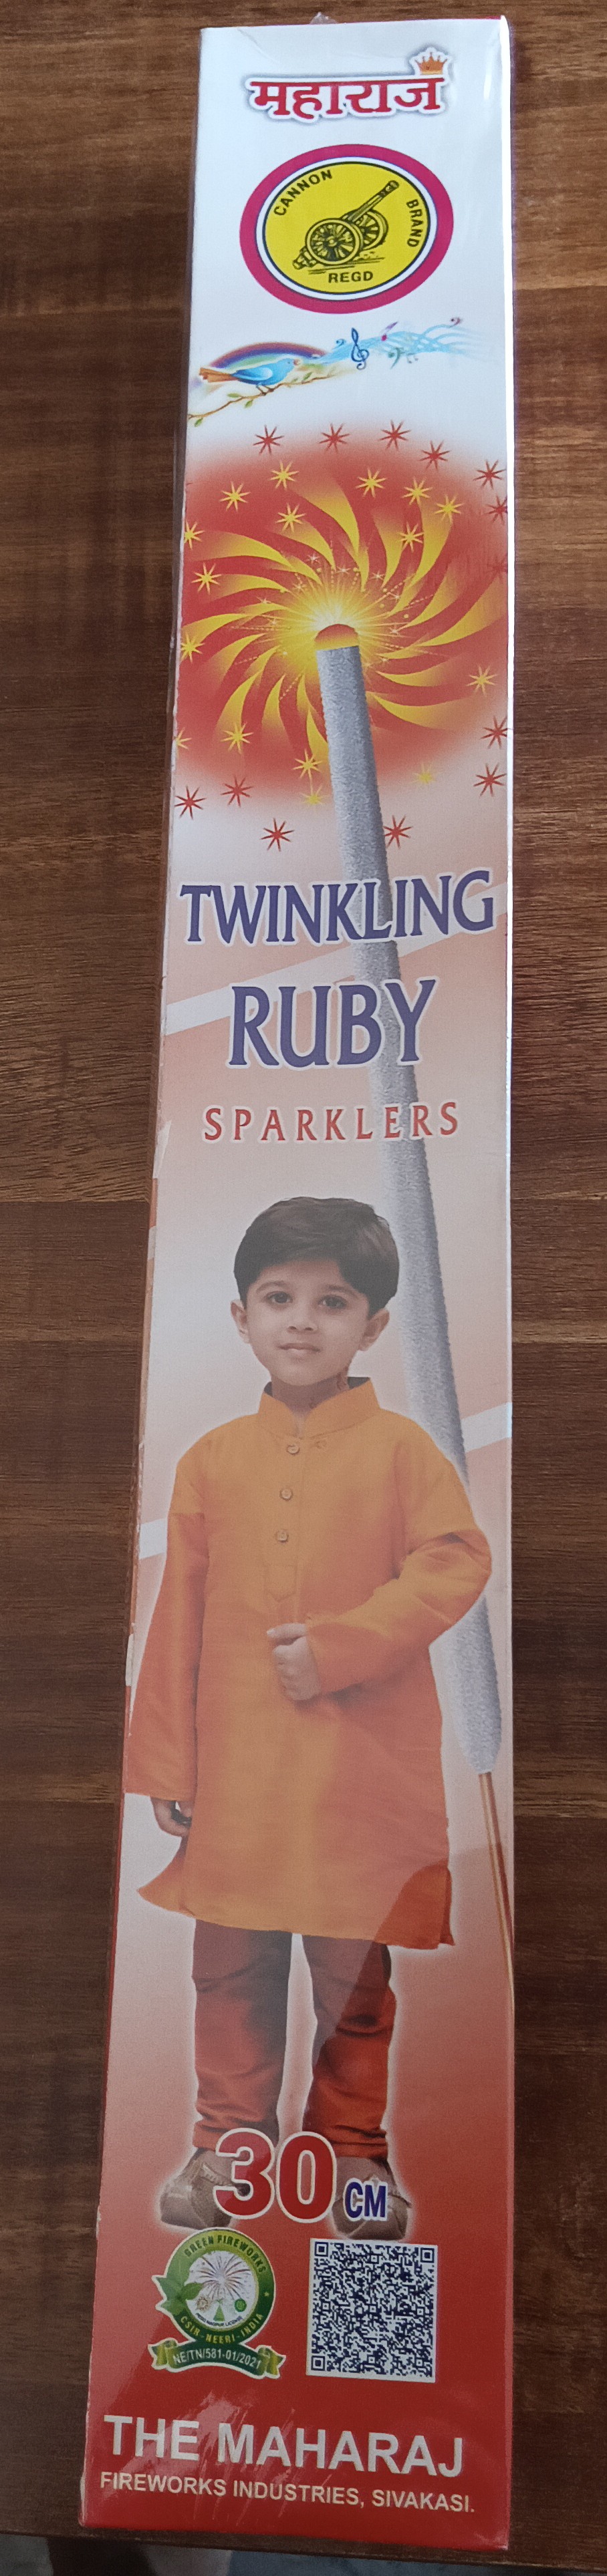 महाराज
CANNON BRAND
REGD
TWINKLING
RUBY
SPARKLERS
30 CM
GREEN FIREWORKS
CSIR-NEERI-INDIA
NE/TN/581-01/2021
THE MAHARAJ
FIREWORKS INDUSTRIES, SIVAKASI.